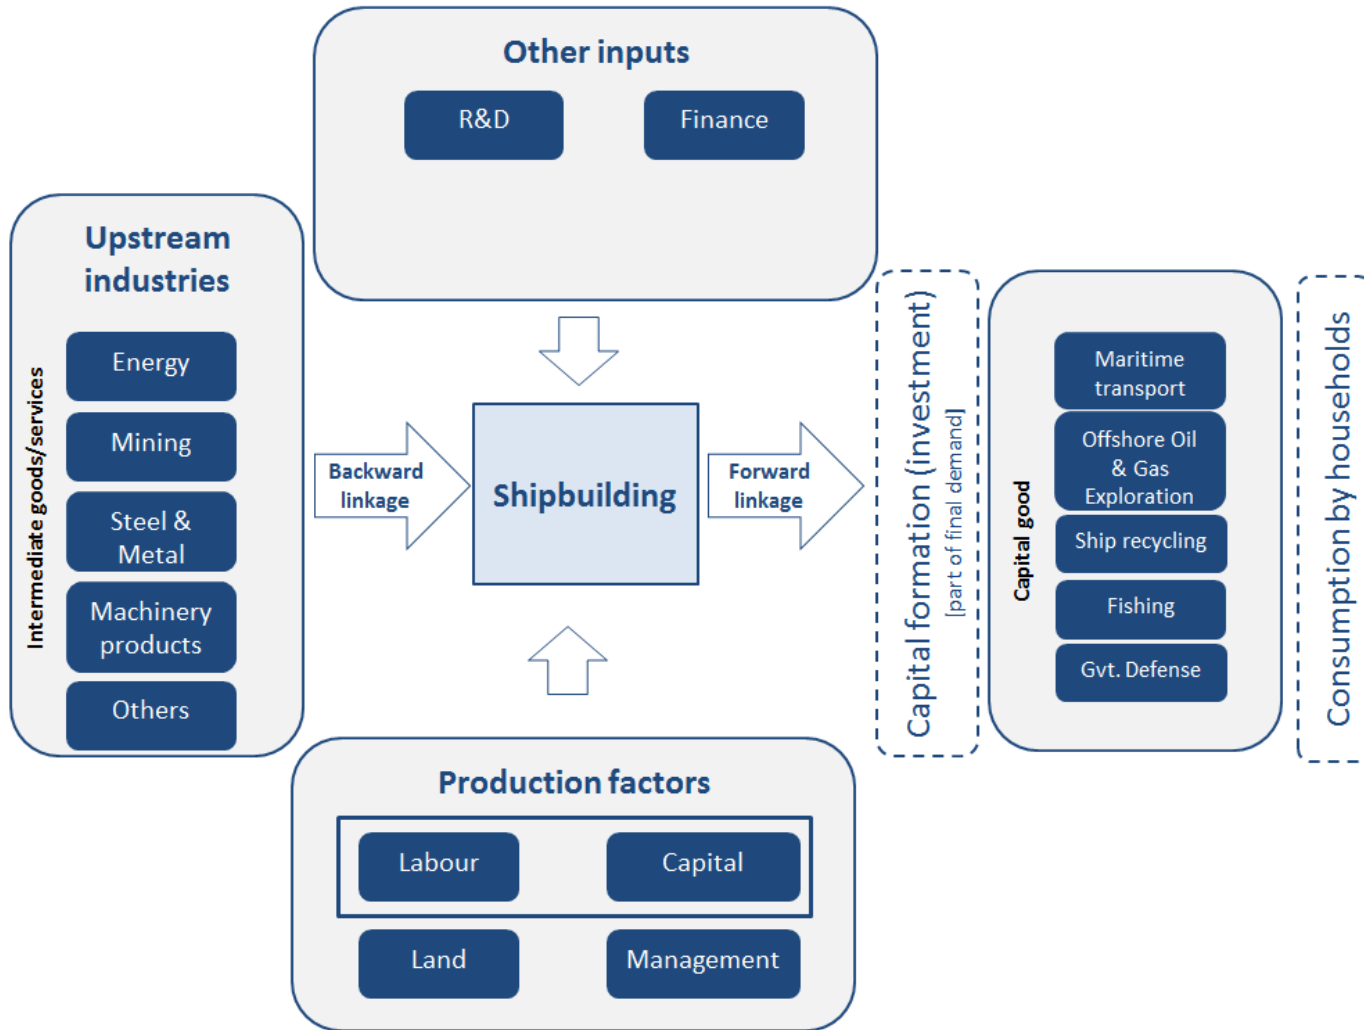 Other inputs
R&D
Finance
Upstream
industries
Intermediate goods/services
Energy
Mining
Steel &
Metal
Machinery
products
Others
Backward
linkage
Shipbuilding
Forward
linkage
Capital formation (investment)
[part of final demand]
Capital good
Maritime
transport
Offshore Oil
& Gas
Exploration
Ship recycling
Fishing
Gvt. Defense
Consumption by households
Production factors
Labour
Capital
Land
Management